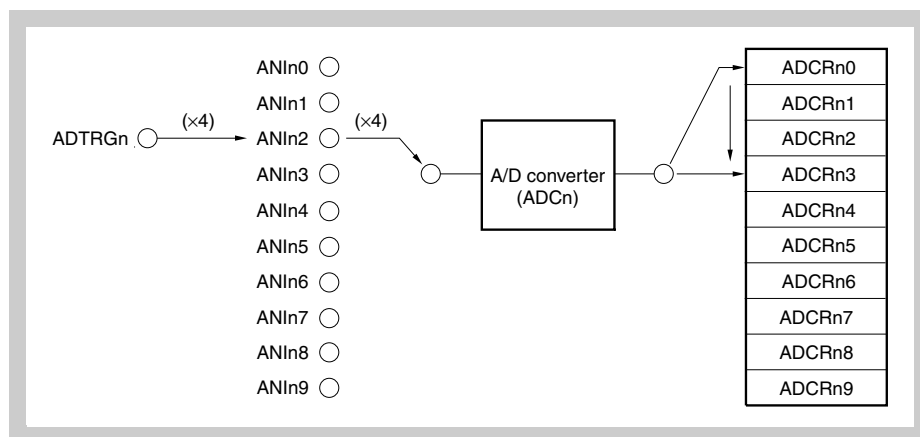 ANIn0
ANIn1
ADTRGn
(×4)
ANIn2
(×4)
ANIn3
ANIn4
ANIn5
ANIn6
ANIn7
ANIn8
ANIn9
A/D converter
(ADCn)
ADCRn0
ADCRn1
ADCRn2
ADCRn3
ADCRn4
ADCRn5
ADCRn6
ADCRn7
ADCRn8
ADCRn9